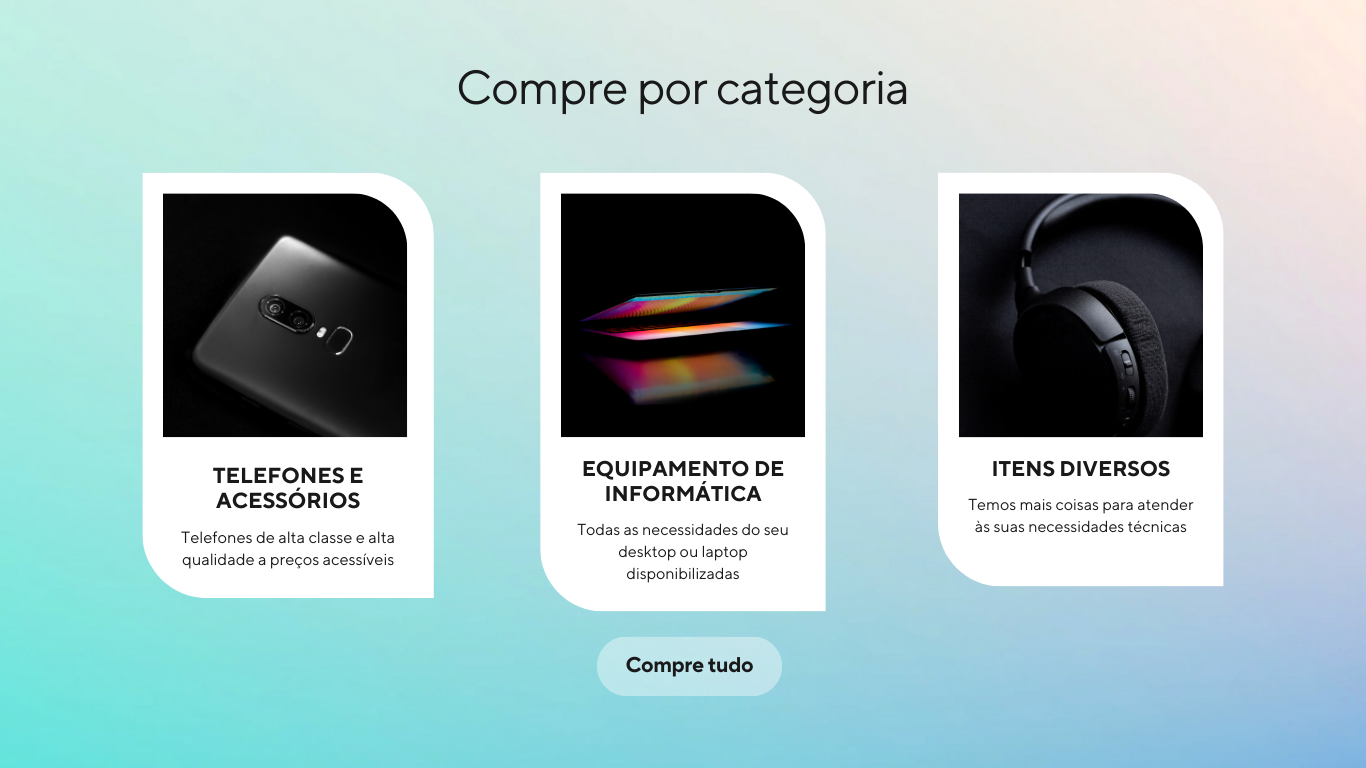 Compre por categoria
TELEFONES E
ACESSÓRIOS
Telefones de alta classe e alta
qualidade a preços acessíveis
EQUIPAMENTO DE
INFORMÁTICA
Todas as necessidades do seu
desktop ou laptop
disponibilizadas
ITENS DIVERSOS
Temos mais coisas para atender
às suas necessidades técnicas
Compre tudo